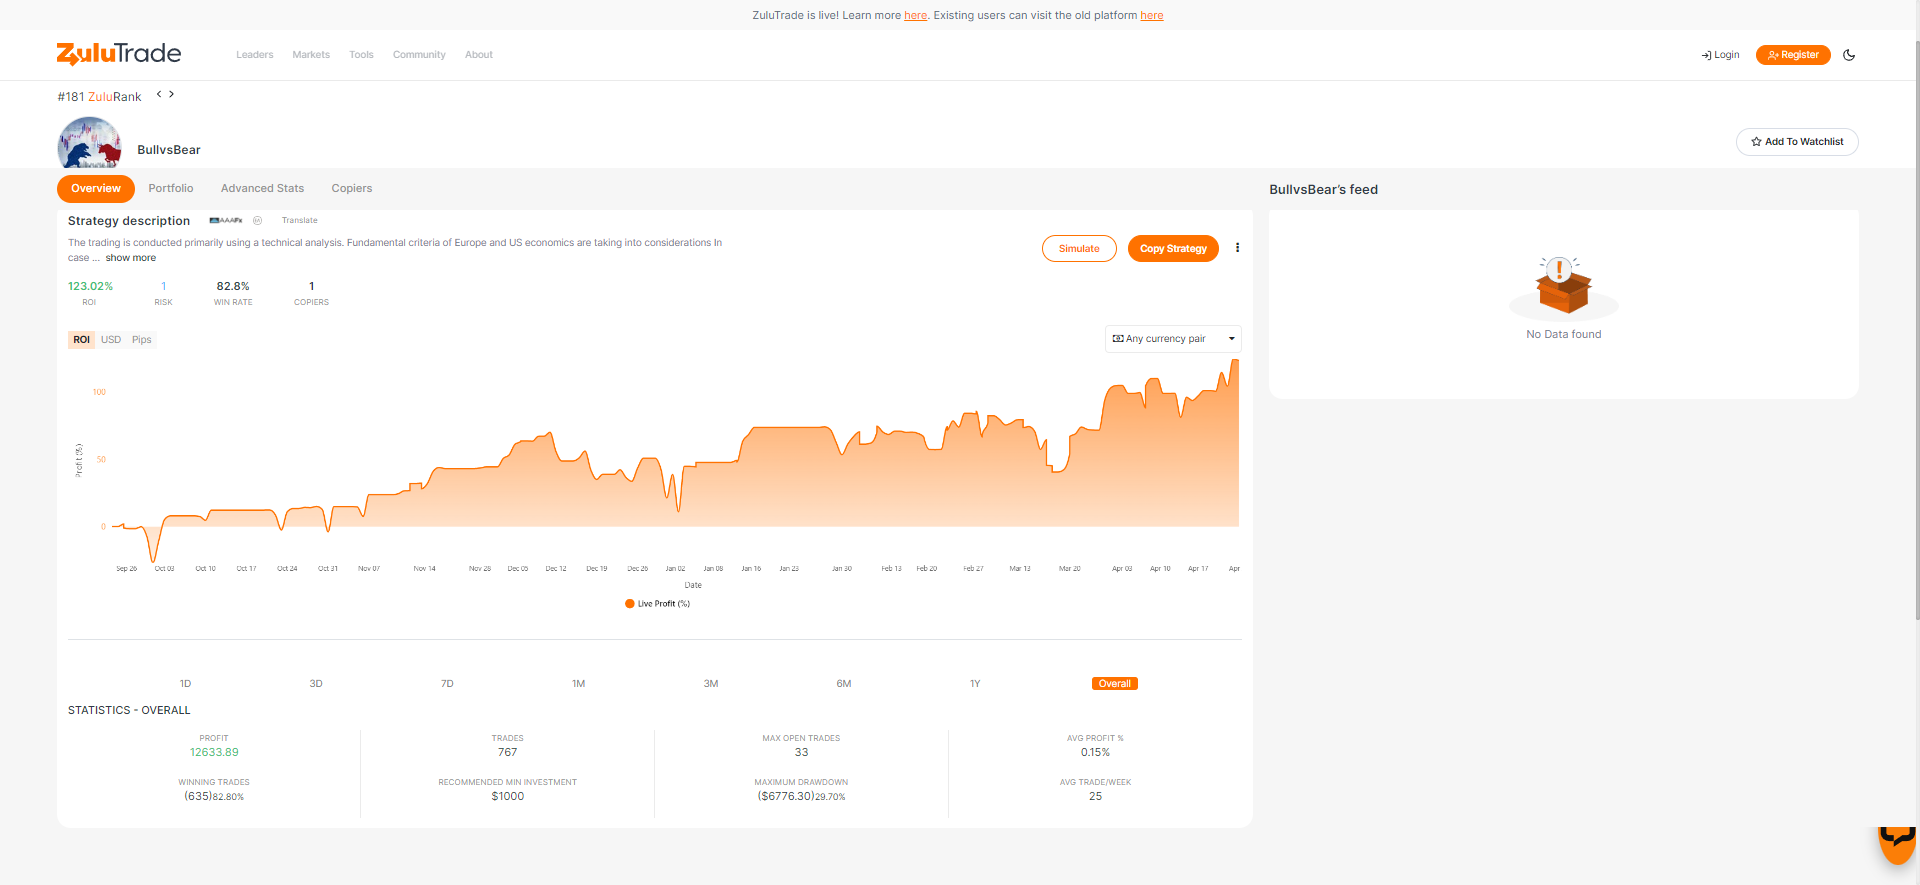 ZuluTrade is live! Learn more here. Existing users can visit the old platform here
ZuluTrade
Leaders Markets Tools Community About
Login Register
#181 ZuluRank
BullvsBear
Add To Watchlist
Overview Portfolio Advanced Stats Copiers
BullvsBear's feed
Strategy description AAAFx Translate
The trading is conducted primarily using a technical analysis. Fundamental criteria of Europe and US economics are taking into considerations In
case ... show more
Simulate Copy Strategy
123.02% 1 82.8% 1
ROI RISK WIN RATE COPIERS
No Data found
ROI USD Pips
Any currency pair
100
50
0
Profit (%)
Sep 26 Oct 03 Oct 10 Oct 17 Oct 24 Oct 31 Nov 07 Nov 14 Nov 28 Dec 05 Dec 12 Dec 19 Dec 26 Jan 02 Jan 08 Jan 16 Jan 23 Jan 30 Feb 13 Feb 20 Feb 27 Mar 13 Mar 20 Apr 03 Apr 10 Apr 17 Apr
Date
Live Profit (%)
1D 3D 7D 1M 3M 6M 1Y Overall
STATISTICS - OVERALL
PROFIT TRADES MAX OPEN TRADES AVG PROFIT %
12633.89 767 33 0.15%
WINNING TRADES RECOMMENDED MIN INVESTMENT MAXIMUM DRAWDOWN AVG TRADE/WEEK
(635)82.80% $1000 ($6776.30)29.70% 25